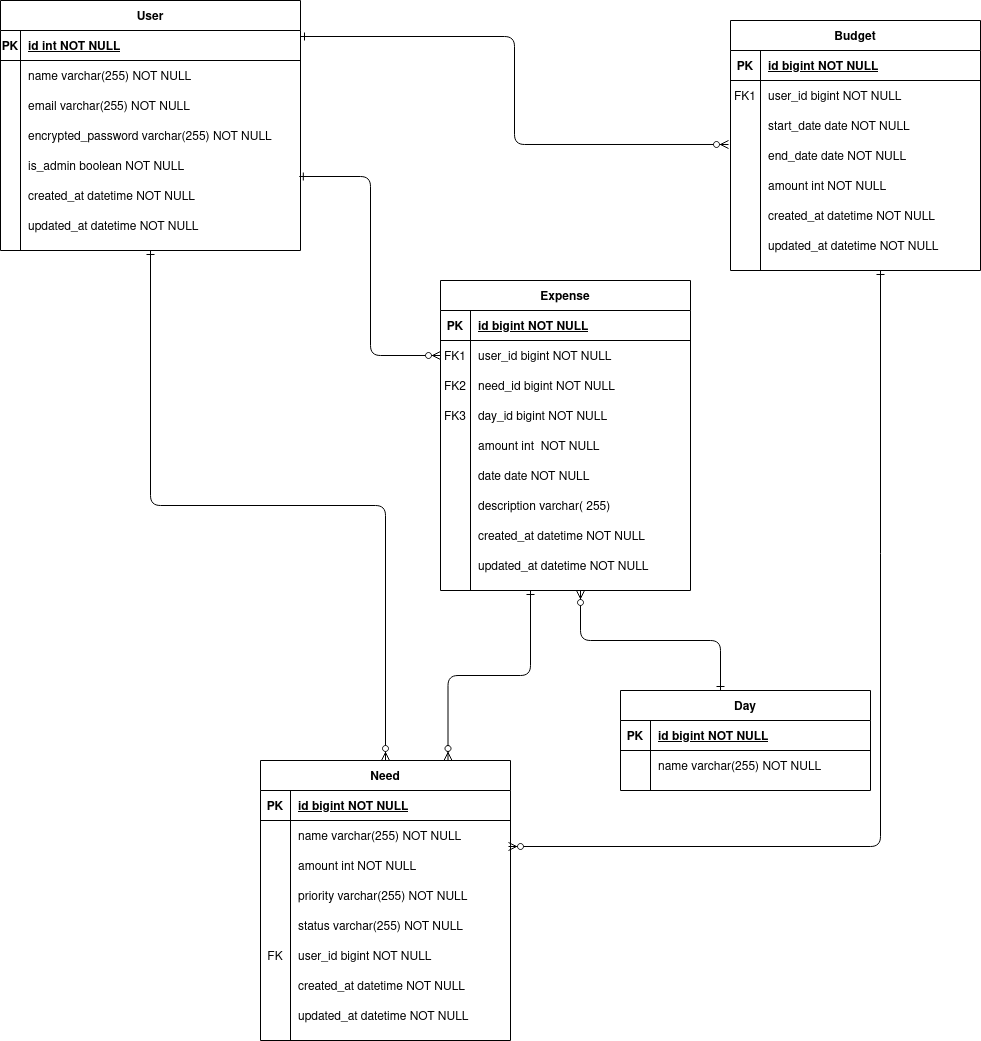 User
PK id int NOT NULL
name varchar(255) NOT NULL
email varchar(255) NOT NULL
encrypted_password varchar(255) NOT NULL
is_admin boolean NOT NULL
created_at datetime NOT NULL
updated_at datetime NOT NULL
Budget
PK id bigint NOT NULL
FK1 user_id bigint NOT NULL
start_date date NOT NULL
end_date date NOT NULL
amount int NOT NULL
created_at datetime NOT NULL
updated_at datetime NOT NULL
Expense
PK id bigint NOT NULL
FK1 user_id bigint NOT NULL
FK2 need_id bigint NOT NULL
FK3 day_id bigint NOT NULL
amount int  NOT NULL
date date NOT NULL
description varchar( 255)
created_at datetime NOT NULL
updated_at datetime NOT NULL
Day
PK id bigint NOT NULL
name varchar(255) NOT NULL
Need
PK id bigint NOT NULL
name varchar(255) NOT NULL
amount int NOT NULL
priority varchar(255) NOT NULL
status varchar(255) NOT NULL
FK user_id bigint NOT NULL
created_at datetime NOT NULL
updated_at datetime NOT NULL